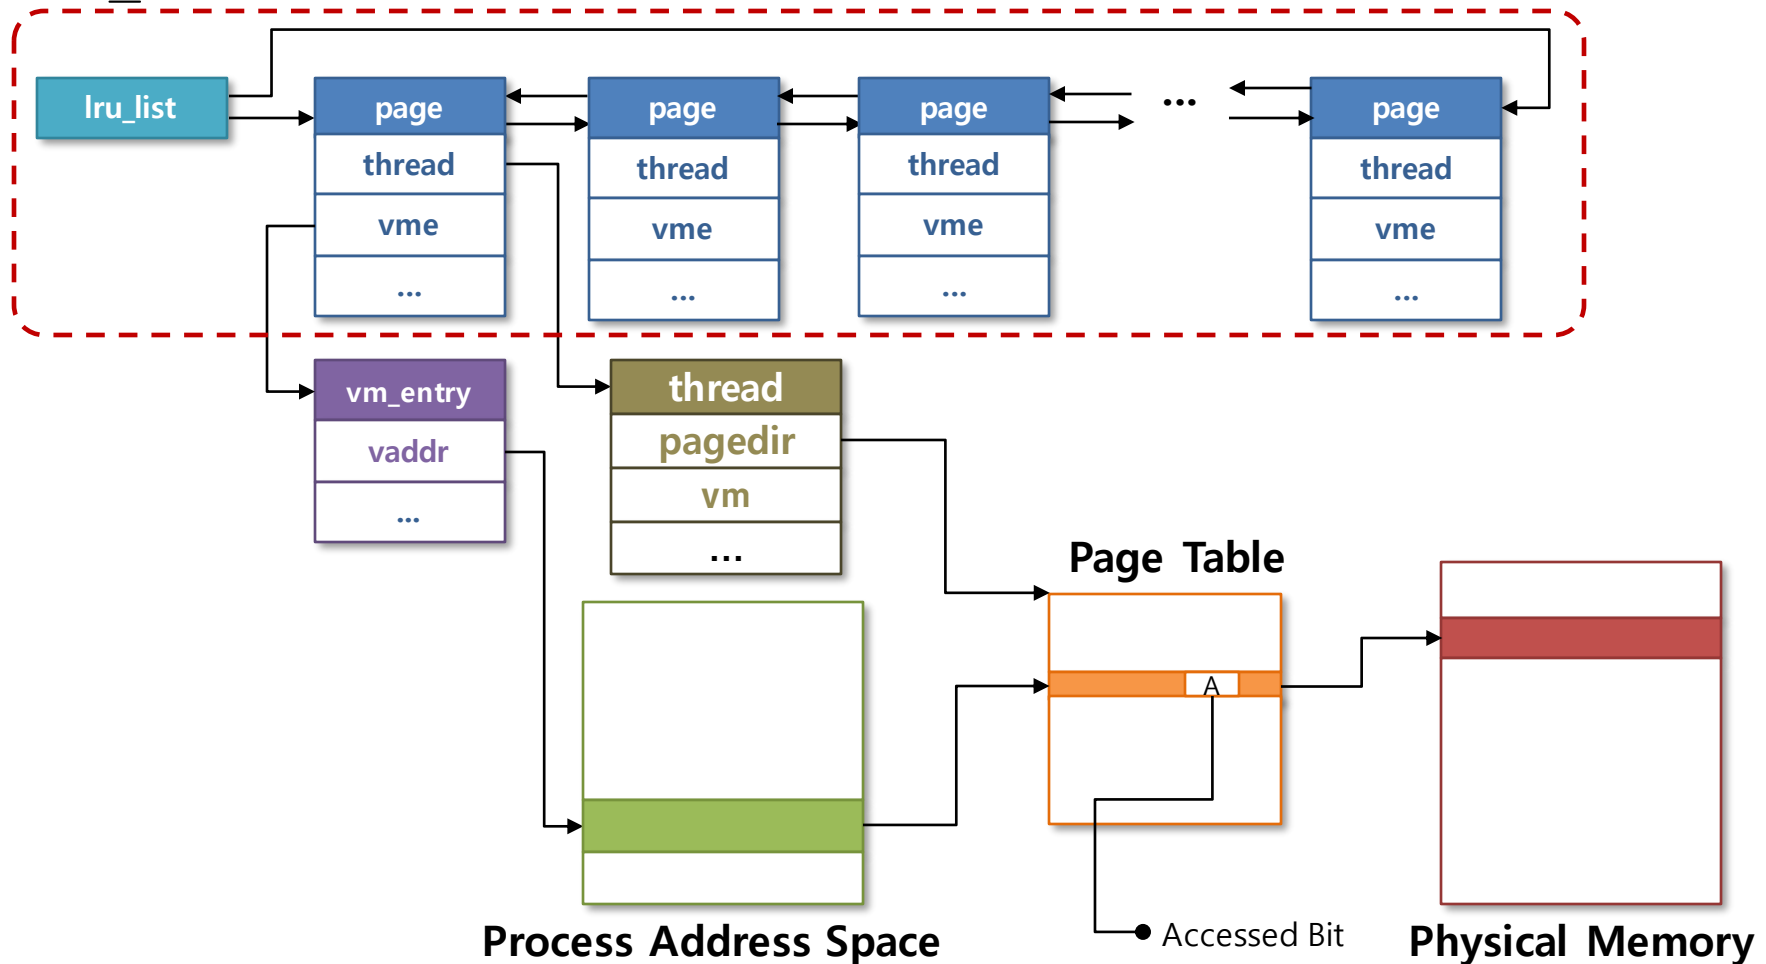 lru_list
page
thread
vme
...
page
thread
vme
...
page
thread
vme
...
...
page
thread
vme
...
vm_entry
vaddr
...
thread
pagedir
vm
...
Page Table
A
Accessed Bit
Process Address Space
Physical Memory